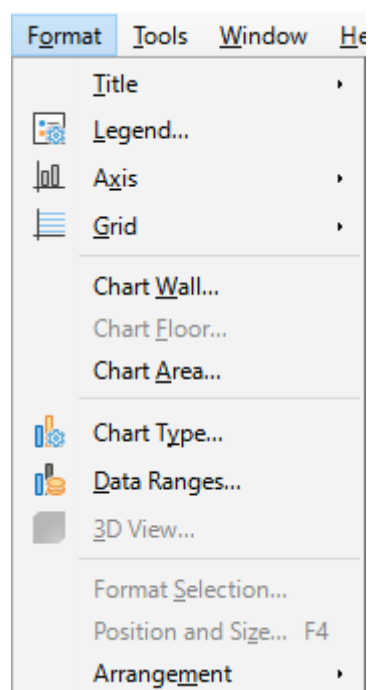 Format Tools Window He
Title
Legend...
Axis
Grid
Chart Wall...
Chart Floor...
Chart Area...
Chart Type...
Data Ranges...
3D View...
Format Selection...
Position and Size... F4
Arrangement